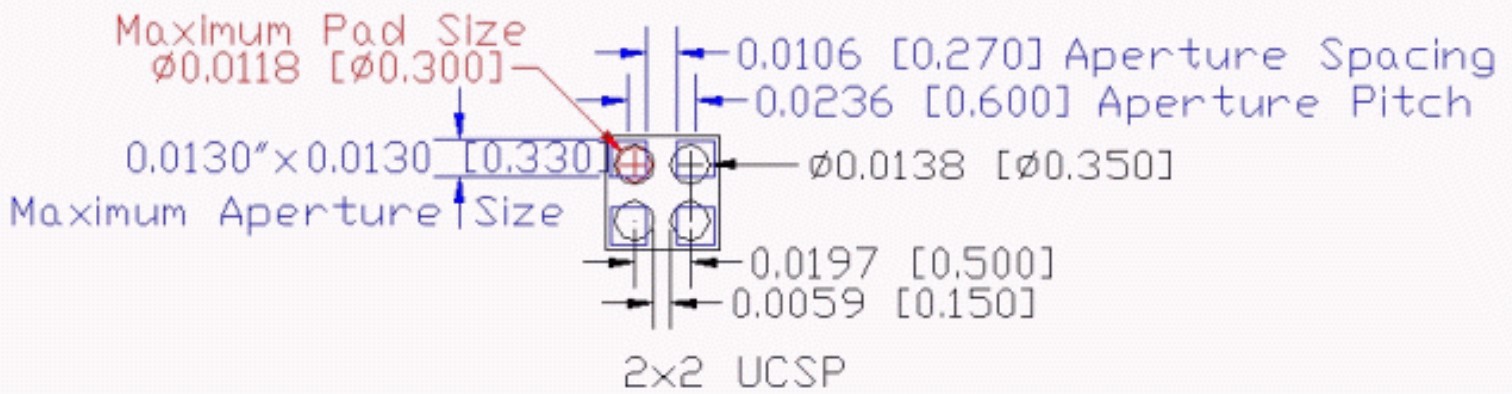 Maximum Pad Size
Ø0.0118 [Ø0.300]
0.0106 [0.270] Aperture Spacing
0.0236 [0.600] Aperture Pitch
0.0130"x0.0130 [0.330]
Ø0.0138 [Ø0.350]
Maximum Aperture Size
0.0197 [0.500]
0.0059 [0.150]
2x2 UCSP